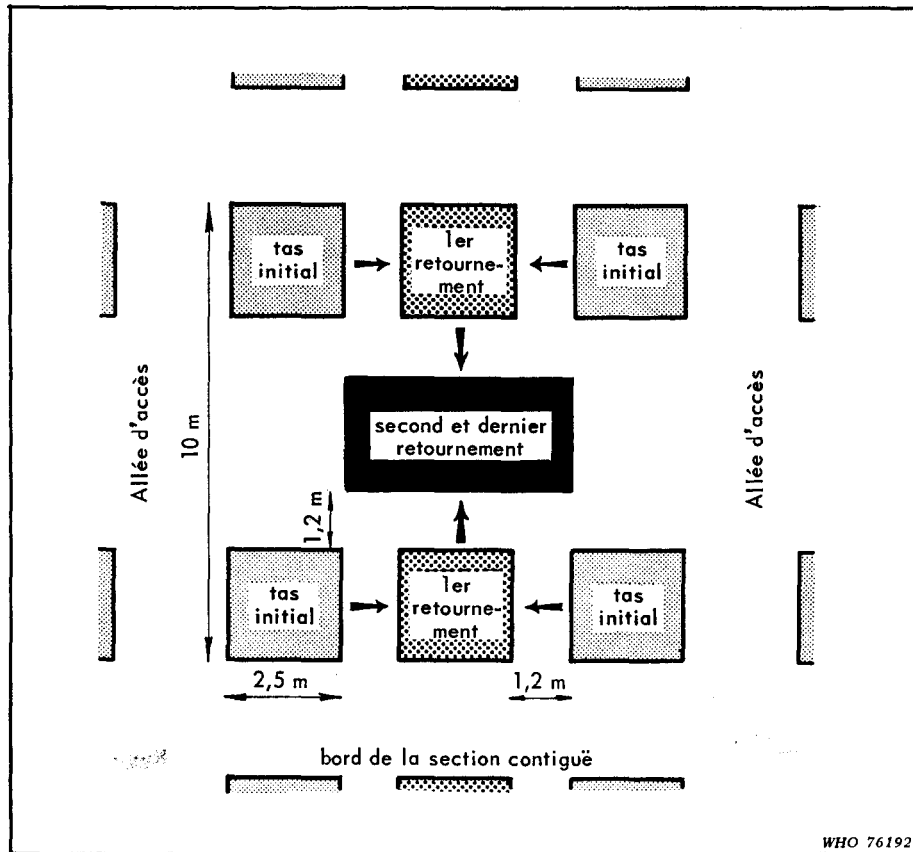 tas
initial
1er
retourne-
ment
tas
initial
Allée d'accès
10 m
second et dernier
retournement
Allée d'accès
1,2 m
tas
initial
1er
retourne-
ment
tas
initial
2,5 m
1,2 m
bord de la section contiguë
WHO 76192